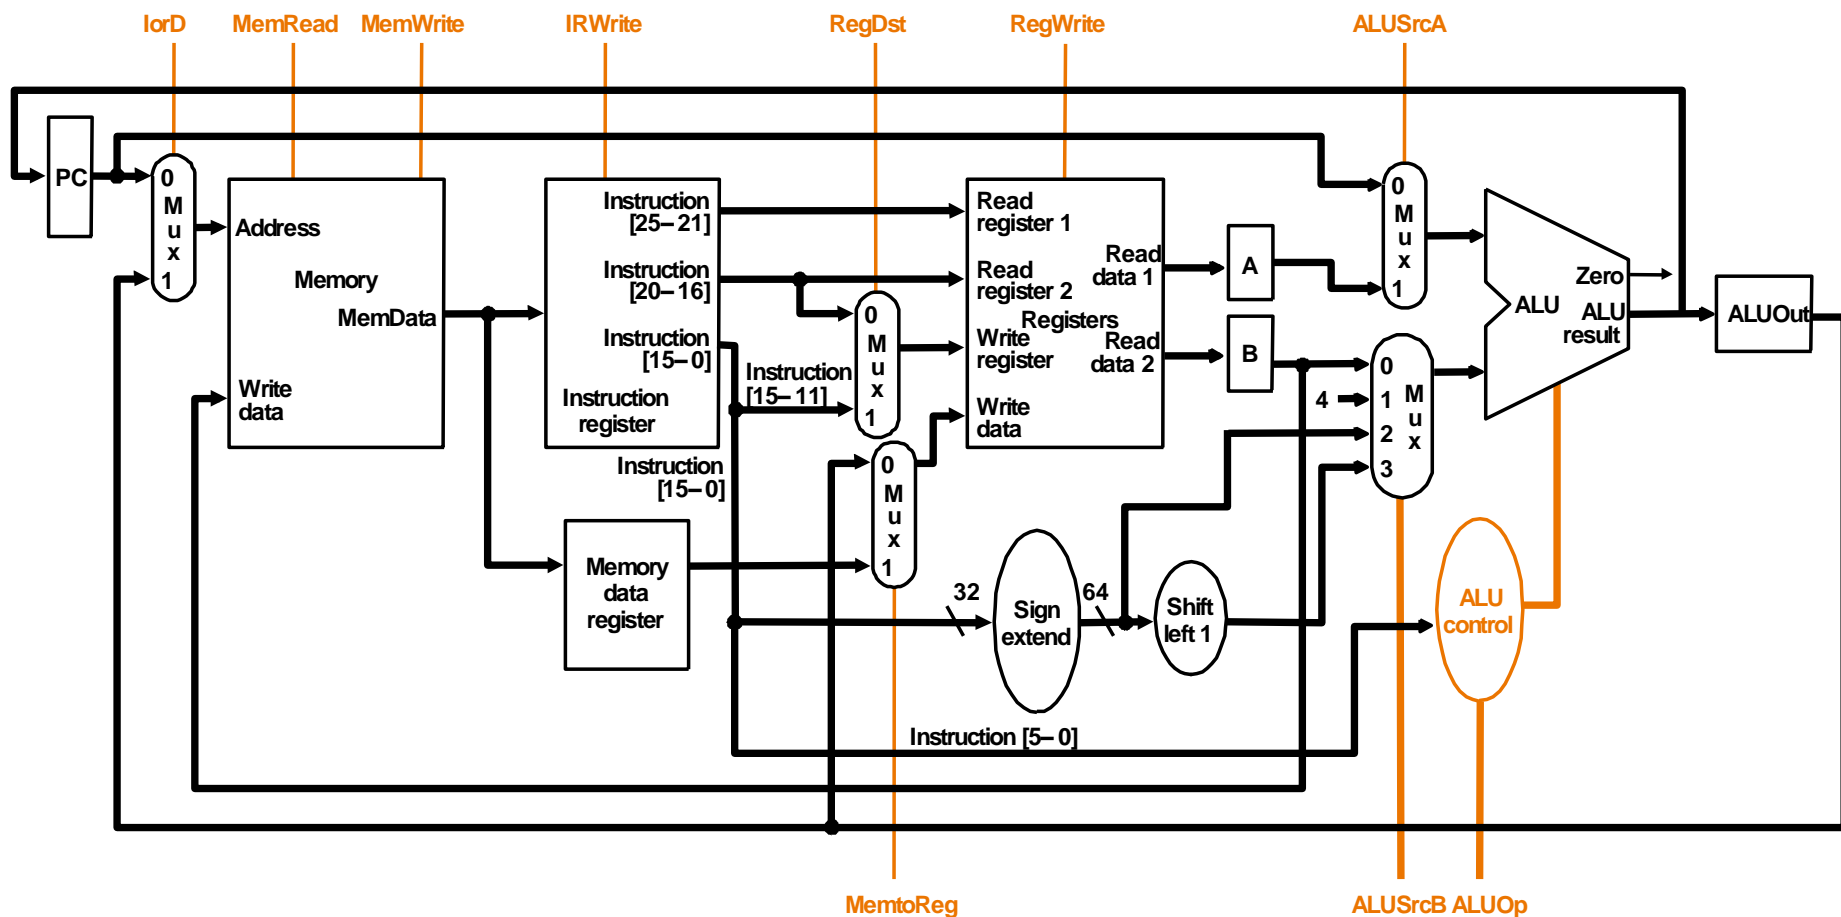 IorD
MemRead
MemWrite
IRWrite
RegDst
RegWrite
ALUSrcA
PC
0
M
u
x
1
Address
Memory
MemData
Write
data
Instruction
[25–21]
Instruction
[20–16]
Instruction
[15–0]
Instruction
register
Instruction
[15–0]
Instruction
[15–11]
Memory
data
register
0
M
u
x
1
0
M
u
x
1
Read
register 1
Read
register 2
Registers
Write
register
Write
data
Read
data 1
Read
data 2
A
B
4
0
M
u
x
1
0
1
2
3
M
u
x
ALU
Zero
ALU
result
ALUOut
32
Sign
extend
64
Shift
left 1
ALU
control
Instruction [5–0]
MemtoReg
ALUSrcB
ALUOp